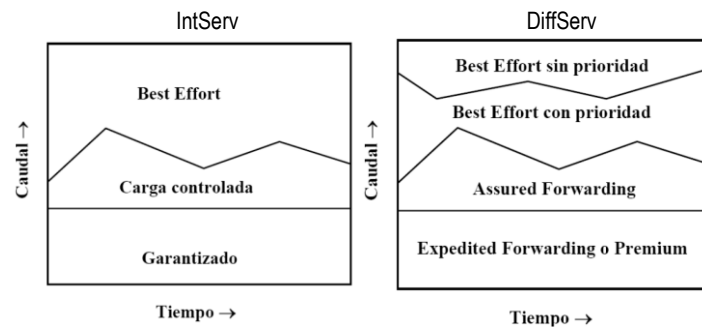 IntServ
Best Effort
Carga controlada
Garantizado
Caudal →
Tiempo →
DiffServ
Best Effort sin prioridad
Best Effort con prioridad
Assured Forwarding
Expedited Forwarding o Premium
Caudal →
Tiempo →